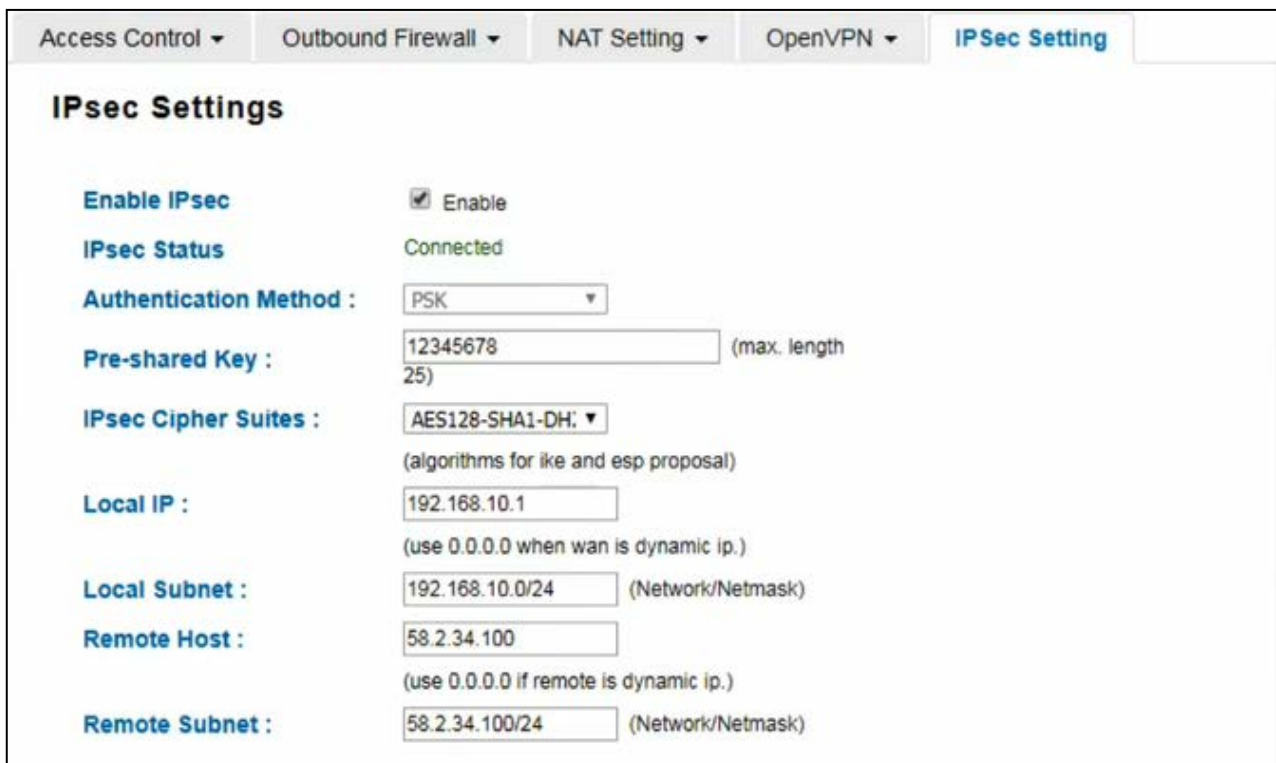 Access Control Outbound Firewall NAT Setting OpenVPN IPSec Setting
IPsec Settings
Enable IPsec Enable
IPsec Status Connected
Authentication Method : PSK
Pre-shared Key : 12345678 (max. length
25)
IPsec Cipher Suites : AES128-SHA1-DH
(algorithms for ike and esp proposal)
Local IP : 192.168.10.1
(use 0.0.0.0 when wan is dynamic ip.)
Local Subnet : 192.168.10.0/24 (Network/Netmask)
Remote Host : 58.2.34.100
(use 0.0.0.0 if remote is dynamic ip.)
Remote Subnet : 58.2.34.100/24 (Network/Netmask)